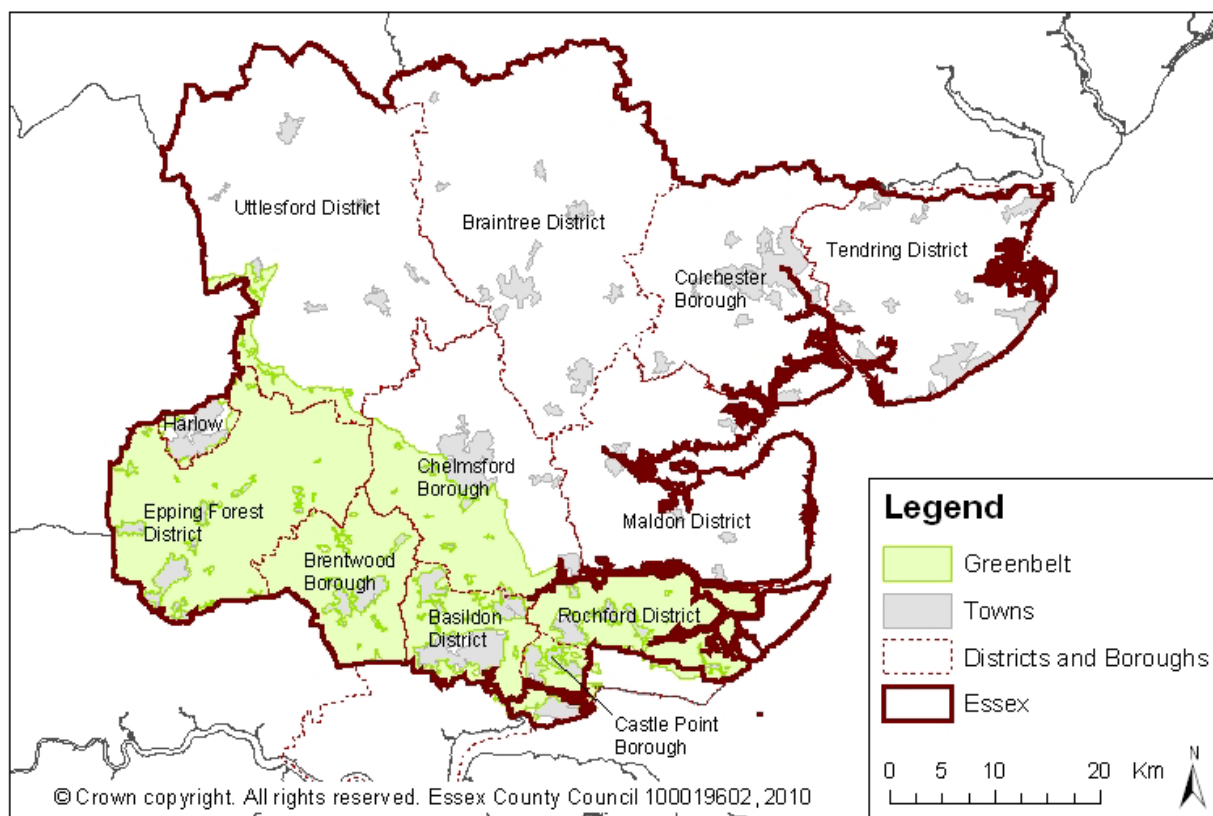 Uttlesford District
Braintree District
Tendring District
Colchester
Borough
Harlow
Chelmsford
Borough
Epping Forest
District
Maldon District
Brentwood
Borough
Basildon
District
Rochford District
Castle Point
Borough
Legend
Greenbelt
Towns
Districts and Boroughs
Essex
0 5 10 20 Km
N
© Crown copyright. All rights reserved. Essex County Council 100019602, 2010